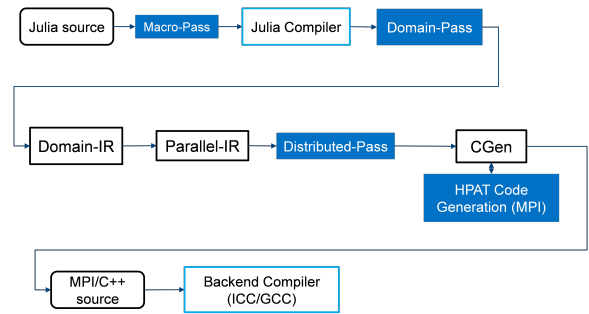 Julia source
Macro-Pass
Julia Compiler
Domain-Pass
Domain-IR
Parallel-IR
Distributed-Pass
CGen
HPAT Code
Generation (MPI)
MPI/C++
source
Backend Compiler
(ICC/GCC)